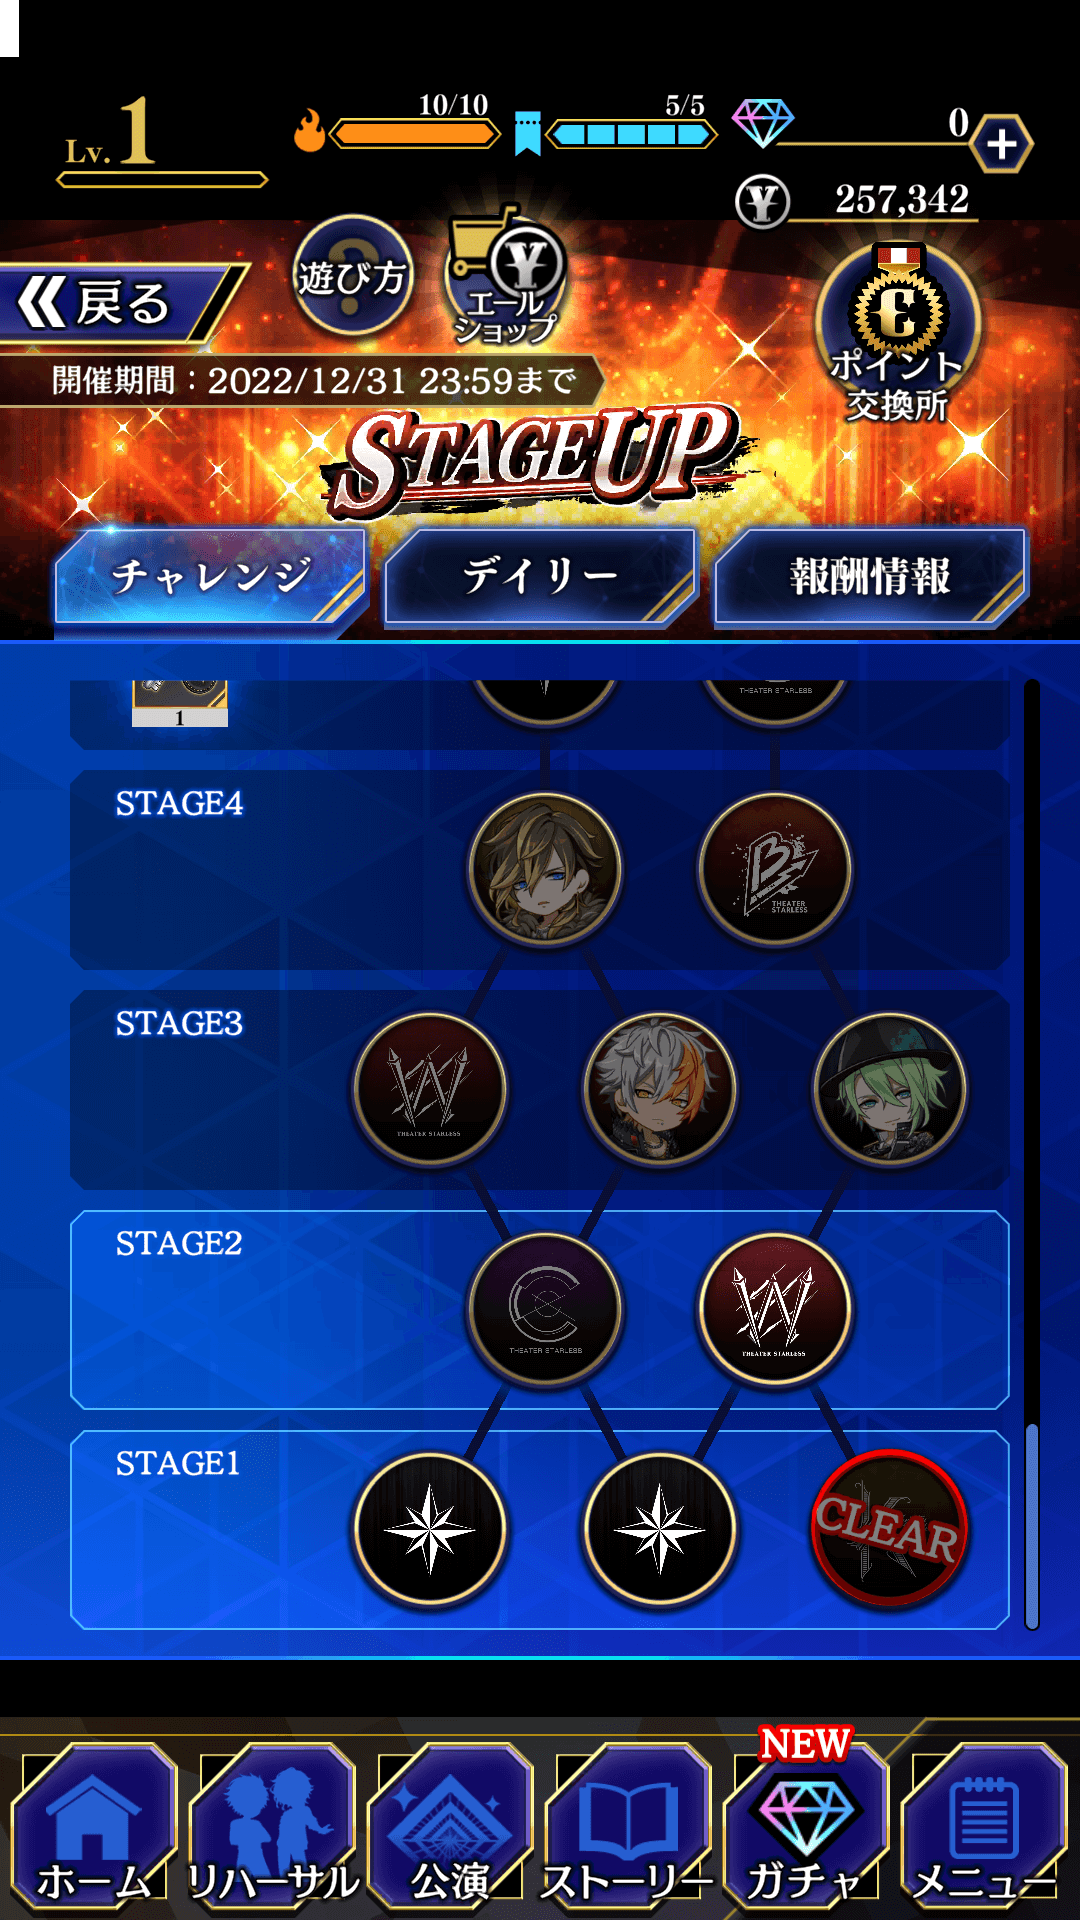 Lv.1
10/10
5/5
0
257,342
戻る
遊び方
エール
ショップ
ポイント
交換所
開催期間：2022/12/31 23:59まで
STAGEUP
チャレンジ
デイリー
報酬情報
1
THEATER STARLESS
STAGE4
B
THEATER
STARLESS
STAGE3
W
THEATER STARLESS
STAGE2
C
THEATER STARLESS
W
THEATER STARLESS
STAGE1
K
CLEAR
NEW
ホーム
リハーサル
公演
ストーリー
ガチャ
メニュー